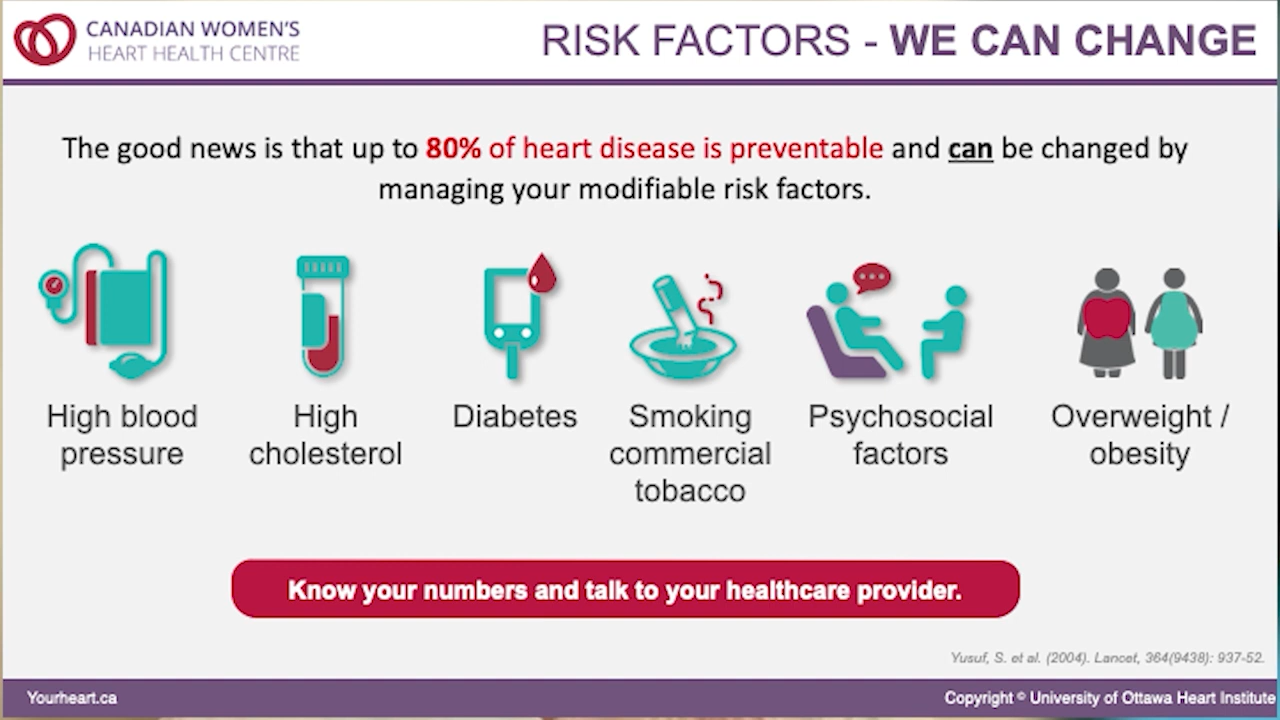 CANADIAN WOMEN'S
HEART HEALTH CENTRE
RISK FACTORS - WE CAN CHANGE
The good news is that up to 80% of heart disease is preventable and can be changed by
managing your modifiable risk factors.
High blood
pressure
High
cholesterol
Diabetes
Smoking
commercial
tobacco
Psychosocial
factors
Overweight /
obesity
Know your numbers and talk to your healthcare provider.
Yusuf, S. et al. (2004). Lancet, 364(9438): 937-52.
Yourheart.ca
Copyright © University of Ottawa Heart Institute